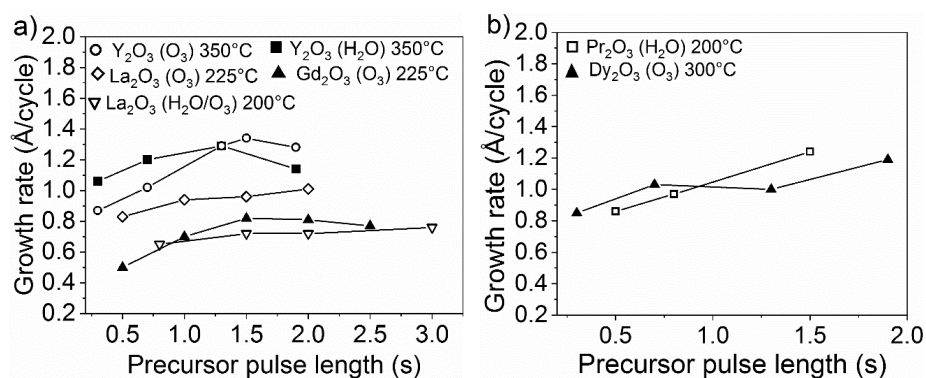 a)
2.0
1.8
1.6
1.4
1.2
1.0
0.8
0.6
0.4
0.2
Growth rate (Å/cycle)
Y₂O₃ (O₃) 350°C
Y₂O₃ (H₂O) 350°C
La₂O₃ (O₃) 225°C
Gd₂O₃ (O₃) 225°C
La₂O₃ (H₂O/O₃) 200°C
0.5 1.0 1.5 2.0 2.5 3.0
Precursor pulse length (s)
b)
2.0
1.8
1.6
1.4
1.2
1.0
0.8
0.6
0.4
0.2
Growth rate (Å/cycle)
Pr₂O₃ (H₂O) 200°C
Dy₂O₃ (O₃) 300°C
0.5 1.0 1.5 2.0
Precursor pulse length (s)